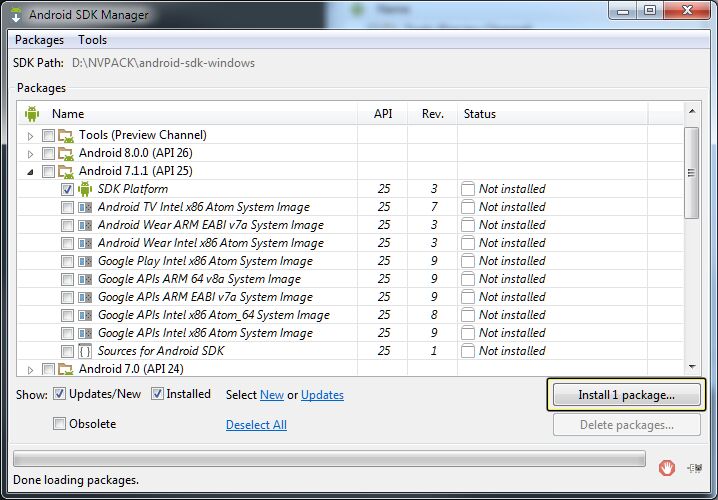 Android SDK Manager
Packages Tools
SDK Path: D:\NVPACK\android-sdk-windows
Packages
Name API Rev. Status
Tools (Preview Channel)
Android 8.0.0 (API 26)
Android 7.1.1 (API 25)
SDK Platform 25 3 Not installed
Android TV Intel x86 Atom System Image 25 7 Not installed
Android Wear ARM EABI v7a System Image 25 3 Not installed
Android Wear Intel x86 Atom System Image 25 3 Not installed
Google Play Intel x86 Atom System Image 25 9 Not installed
Google APIs ARM 64 v8a System Image 25 9 Not installed
Google APIs ARM EABI v7a System Image 25 9 Not installed
Google APIs Intel x86 Atom_64 System Image 25 8 Not installed
Google APIs Intel x86 Atom System Image 25 9 Not installed
Sources for Android SDK 25 1 Not installed
Android 7.0 (API 24)
Show: Updates/New Installed Select New or Updates Install 1 package...
Obsolete Deselect All Delete packages...
Done loading packages.